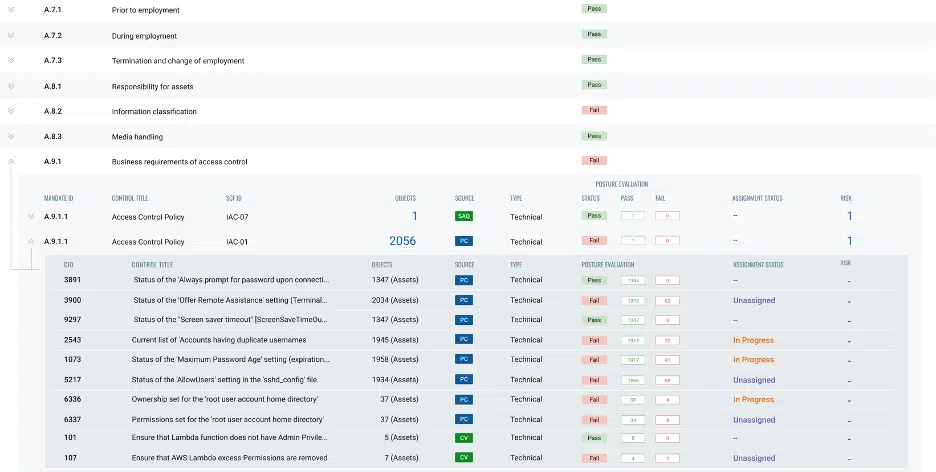 A.7.1 Prior to employment Pass
A.7.2 During employment Pass
A.7.3 Termination and change of employment Pass
A.8.1 Responsibility for assets Pass
A.8.2 Information classification Fail
A.8.3 Media handling Pass
A.9.1 Business requirements of access control Fail
POSTURE EVALUATION
MANDATE ID CONTROL TITLE SCF ID OBJECTS SOURCE TYPE STATUS PASS FAIL ASSIGNMENT STATUS RISK
A.9.1.1 Access Control Policy IAC-07 1 SAQ Technical Pass 1 0 -- 1
A.9.1.1 Access Control Policy IAC-01 2056 PC Technical Fail 1 0 -- 1
CID CONTROL TITLE OBJECTS SOURCE TYPE POSTURE EVALUATION ASSIGNMENT STATUS RISK
3891 Status of the 'Always prompt for password upon connecti... 1347 (Assets) PC Technical Pass 1347 0 -- -
3900 Status of the 'Offer Remote Assistance' setting (Terminal... 2034 (Assets) PC Technical Fail 1972 62 Unassigned -
9297 Status of the "Screen saver timeout" [ScreenSaveTimeOu... 1347 (Assets) PC Technical Pass 1347 0 -- -
2543 Current list of 'Accounts having duplicate usernames 1945 (Assets) PC Technical Fail 1913 32 In Progress -
1073 Status of the 'Maximum Password Age' setting (expiration... 1958 (Assets) PC Technical Fail 1917 41 In Progress -
5217 Status of the 'AllowUsers' setting in the 'sshd_config' file 1934 (Assets) PC Technical Fail 1866 68 Unassigned -
6336 Ownership set for the 'root user account home directory' 37 (Assets) PC Technical Fail 33 4 In Progress -
6337 Permissions set for the 'root user account home directory' 37 (Assets) PC Technical Fail Unassigned -
101 Ensure that Lambda function does not have Admin Privile... 5 (Assets) CV Technical Pass 5 0 -- -
107 Ensure that AWS Lambda excess Permissions are removed 7 (Assets) CV Technical Fail 4 3 Unassigned -